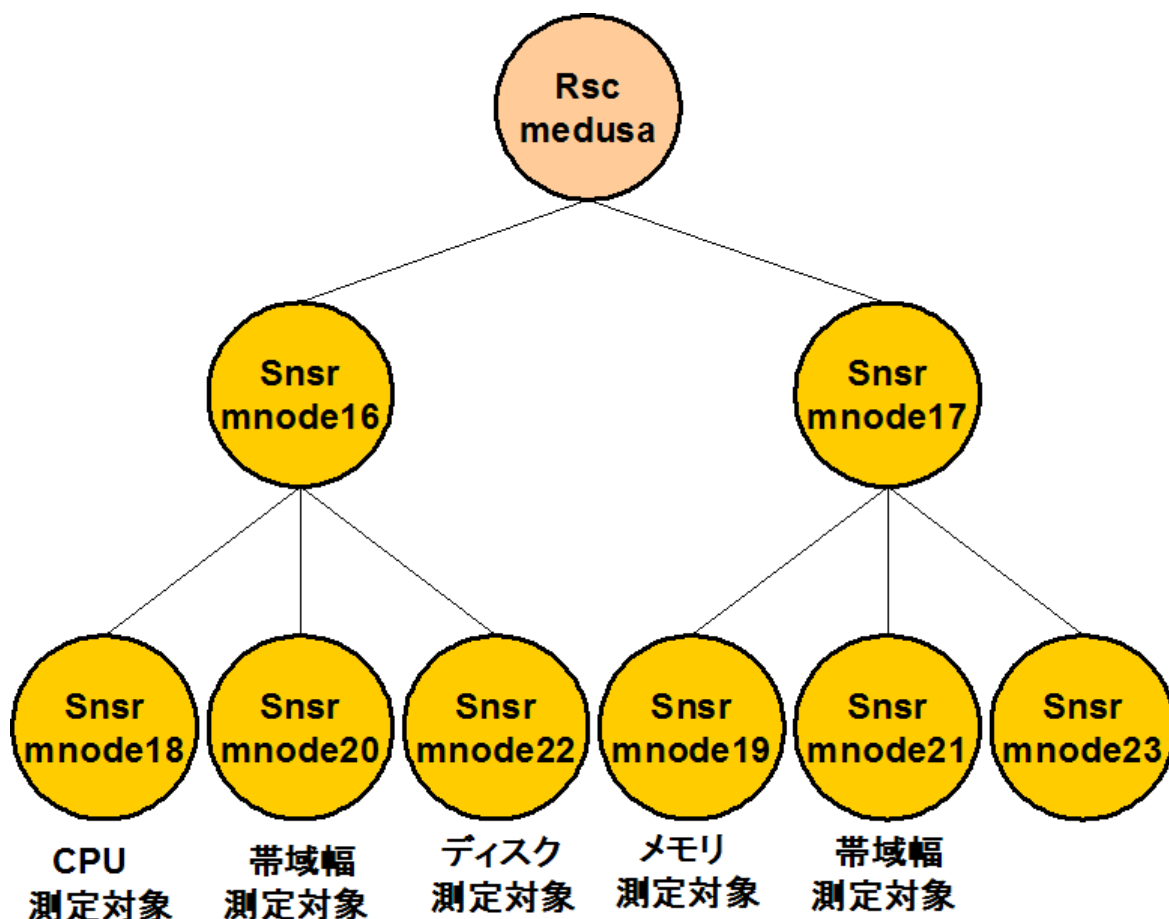 Rsc
medusa
Snsr
mnode16
Snsr
mnode17
Snsr
mnode18
Snsr
mnode20
Snsr
mnode22
Snsr
mnode19
Snsr
mnode21
Snsr
mnode23
CPU
測定対象
帯域幅
測定対象
ディスク
測定対象
メモリ
測定対象
帯域幅
測定対象